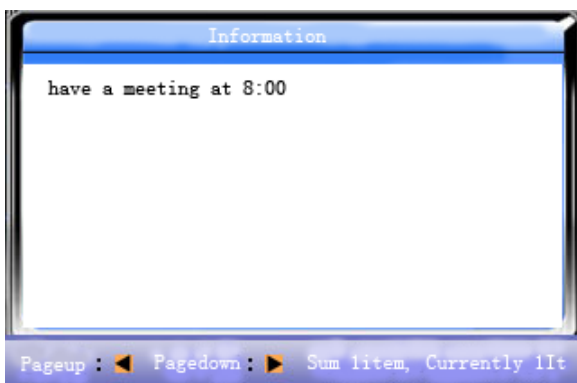 Information
have a meeting at 8:00
Pageup : ◀ Pagedown : ▶ Sum 1item, Currently 1It